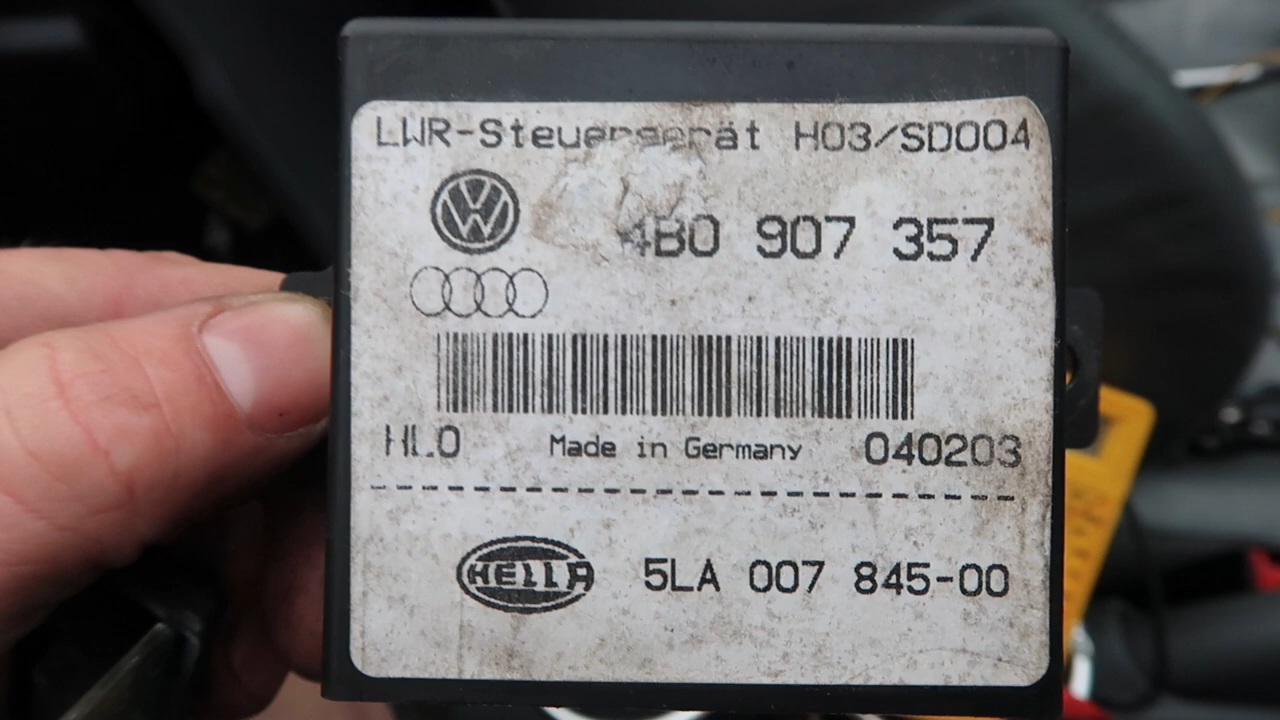 LWR-Steuergerät H03/SD004
4B0 907 357
HLO Made in Germany 040203
HELLA 5LA 007 845-00